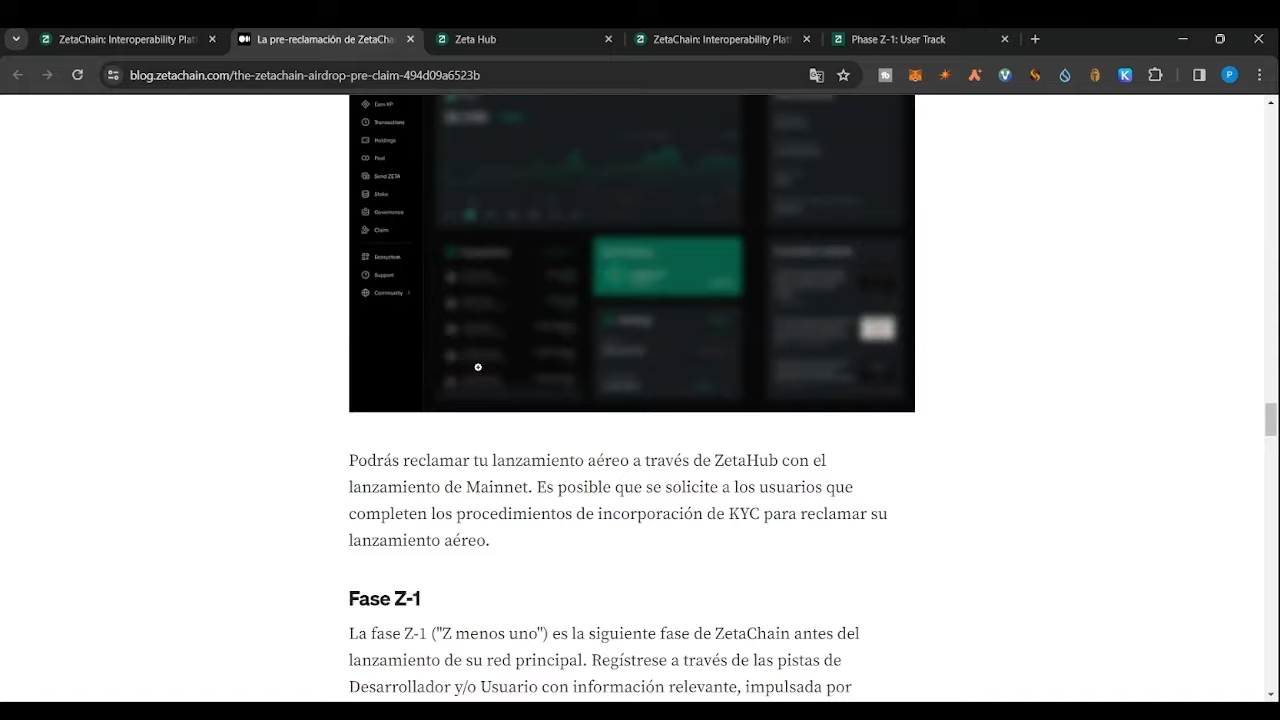 ZetaChain: Interoperability Plat
La pre-reclamación de ZetaCha
Zeta Hub
ZetaChain: Interoperability Plat
Phase Z-1: User Track
blog.zetachain.com/the-zetachain-airdrop-pre-claim-494d09a6523b
P
Earn XP
Transactions
Holdings
Pool
Send ZETA
Stake
Governance
Claim
Ecosystem
Support
Community
Podrás reclamar tu lanzamiento aéreo a través de ZetaHub con el
lanzamiento de Mainnet. Es posible que se solicite a los usuarios que
completen los procedimientos de incorporación de KYC para reclamar su
lanzamiento aéreo.
Fase Z-1
La fase Z-1 ("Z menos uno") es la siguiente fase de ZetaChain antes del
lanzamiento de su red principal. Regístrese a través de las pistas de
Desarrollador y/o Usuario con información relevante, impulsada por